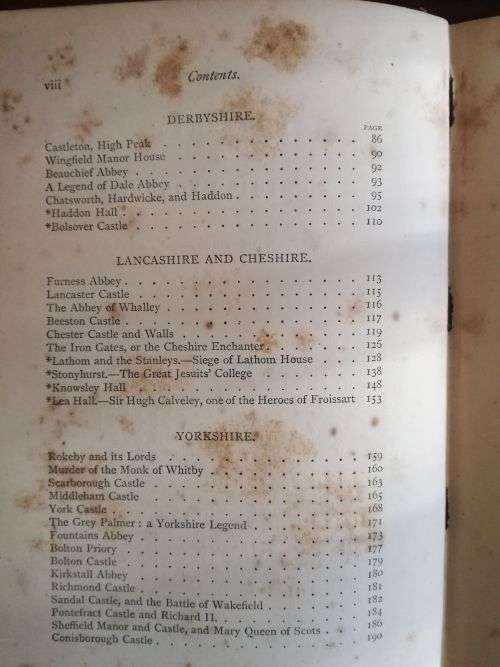 viii
Contents.
DERBYSHIRE.
PAGE
Castleton, High Peak . . . . . . . . . . . 86
Wingfield Manor House . . . . . . . . . . 90
Beauchief Abbey . . . . . . . . . . . . 92
A Legend of Dale Abbey . . . . . . . . . . 93
Chatsworth, Hardwicke, and Haddon . . . . . . . 95
*Haddon Hall . . . . . . . . . . . . . 102
*Bolsover Castle . . . . . . . . . . . . 110
LANCASHIRE AND CHESHIRE.
Furness Abbey . . . . . . . . . . . . . 113
Lancaster Castle . . . . . . . . . . . . 115
The Abbey of Whalley . . . . . . . . . . 116
Beeston Castle . . . . . . . . . . . . 117
Chester Castle and Walls . . . . . . . . . . 119
The Iron Gates, or the Cheshire Enchanter . . . . . . 126
*Lathom and the Stanleys.—Siege of Lathom House . . . 128
*Stonyhurst.—The Great Jesuits' College . . . . . . 138
*Knowsley Hall . . . . . . . . . . . . 148
*Lea Hall.—Sir Hugh Calveley, one of the Heroes of Froissart 153
YORKSHIRE.
Rokeby and its Lords . . . . . . . . . . 159
Murder of the Monk of Whitby . . . . . . . . 160
Scarborough Castle . . . . . . . . . . . 163
Middleham Castle . . . . . . . . . . . 165
York Castle . . . . . . . . . . . . . 168
The Grey Palmer: a Yorkshire Legend . . . . . . . 171
Fountains Abbey . . . . . . . . . . . . 173
Bolton Priory . . . . . . . . . . . . 177
Bolton Castle . . . . . . . . . . . . 179
Kirkstall Abbey . . . . . . . . . . . . 180
Richmond Castle . . . . . . . . . . . . 181
Sandal Castle, and the Battle of Wakefield . . . . . . 182
Pontefract Castle and Richard II. . . . . . . . . 184
Sheffield Manor and Castle, and Mary Queen of Scots . . . 186
Conisborough Castle . . . . . . . . . . . 190